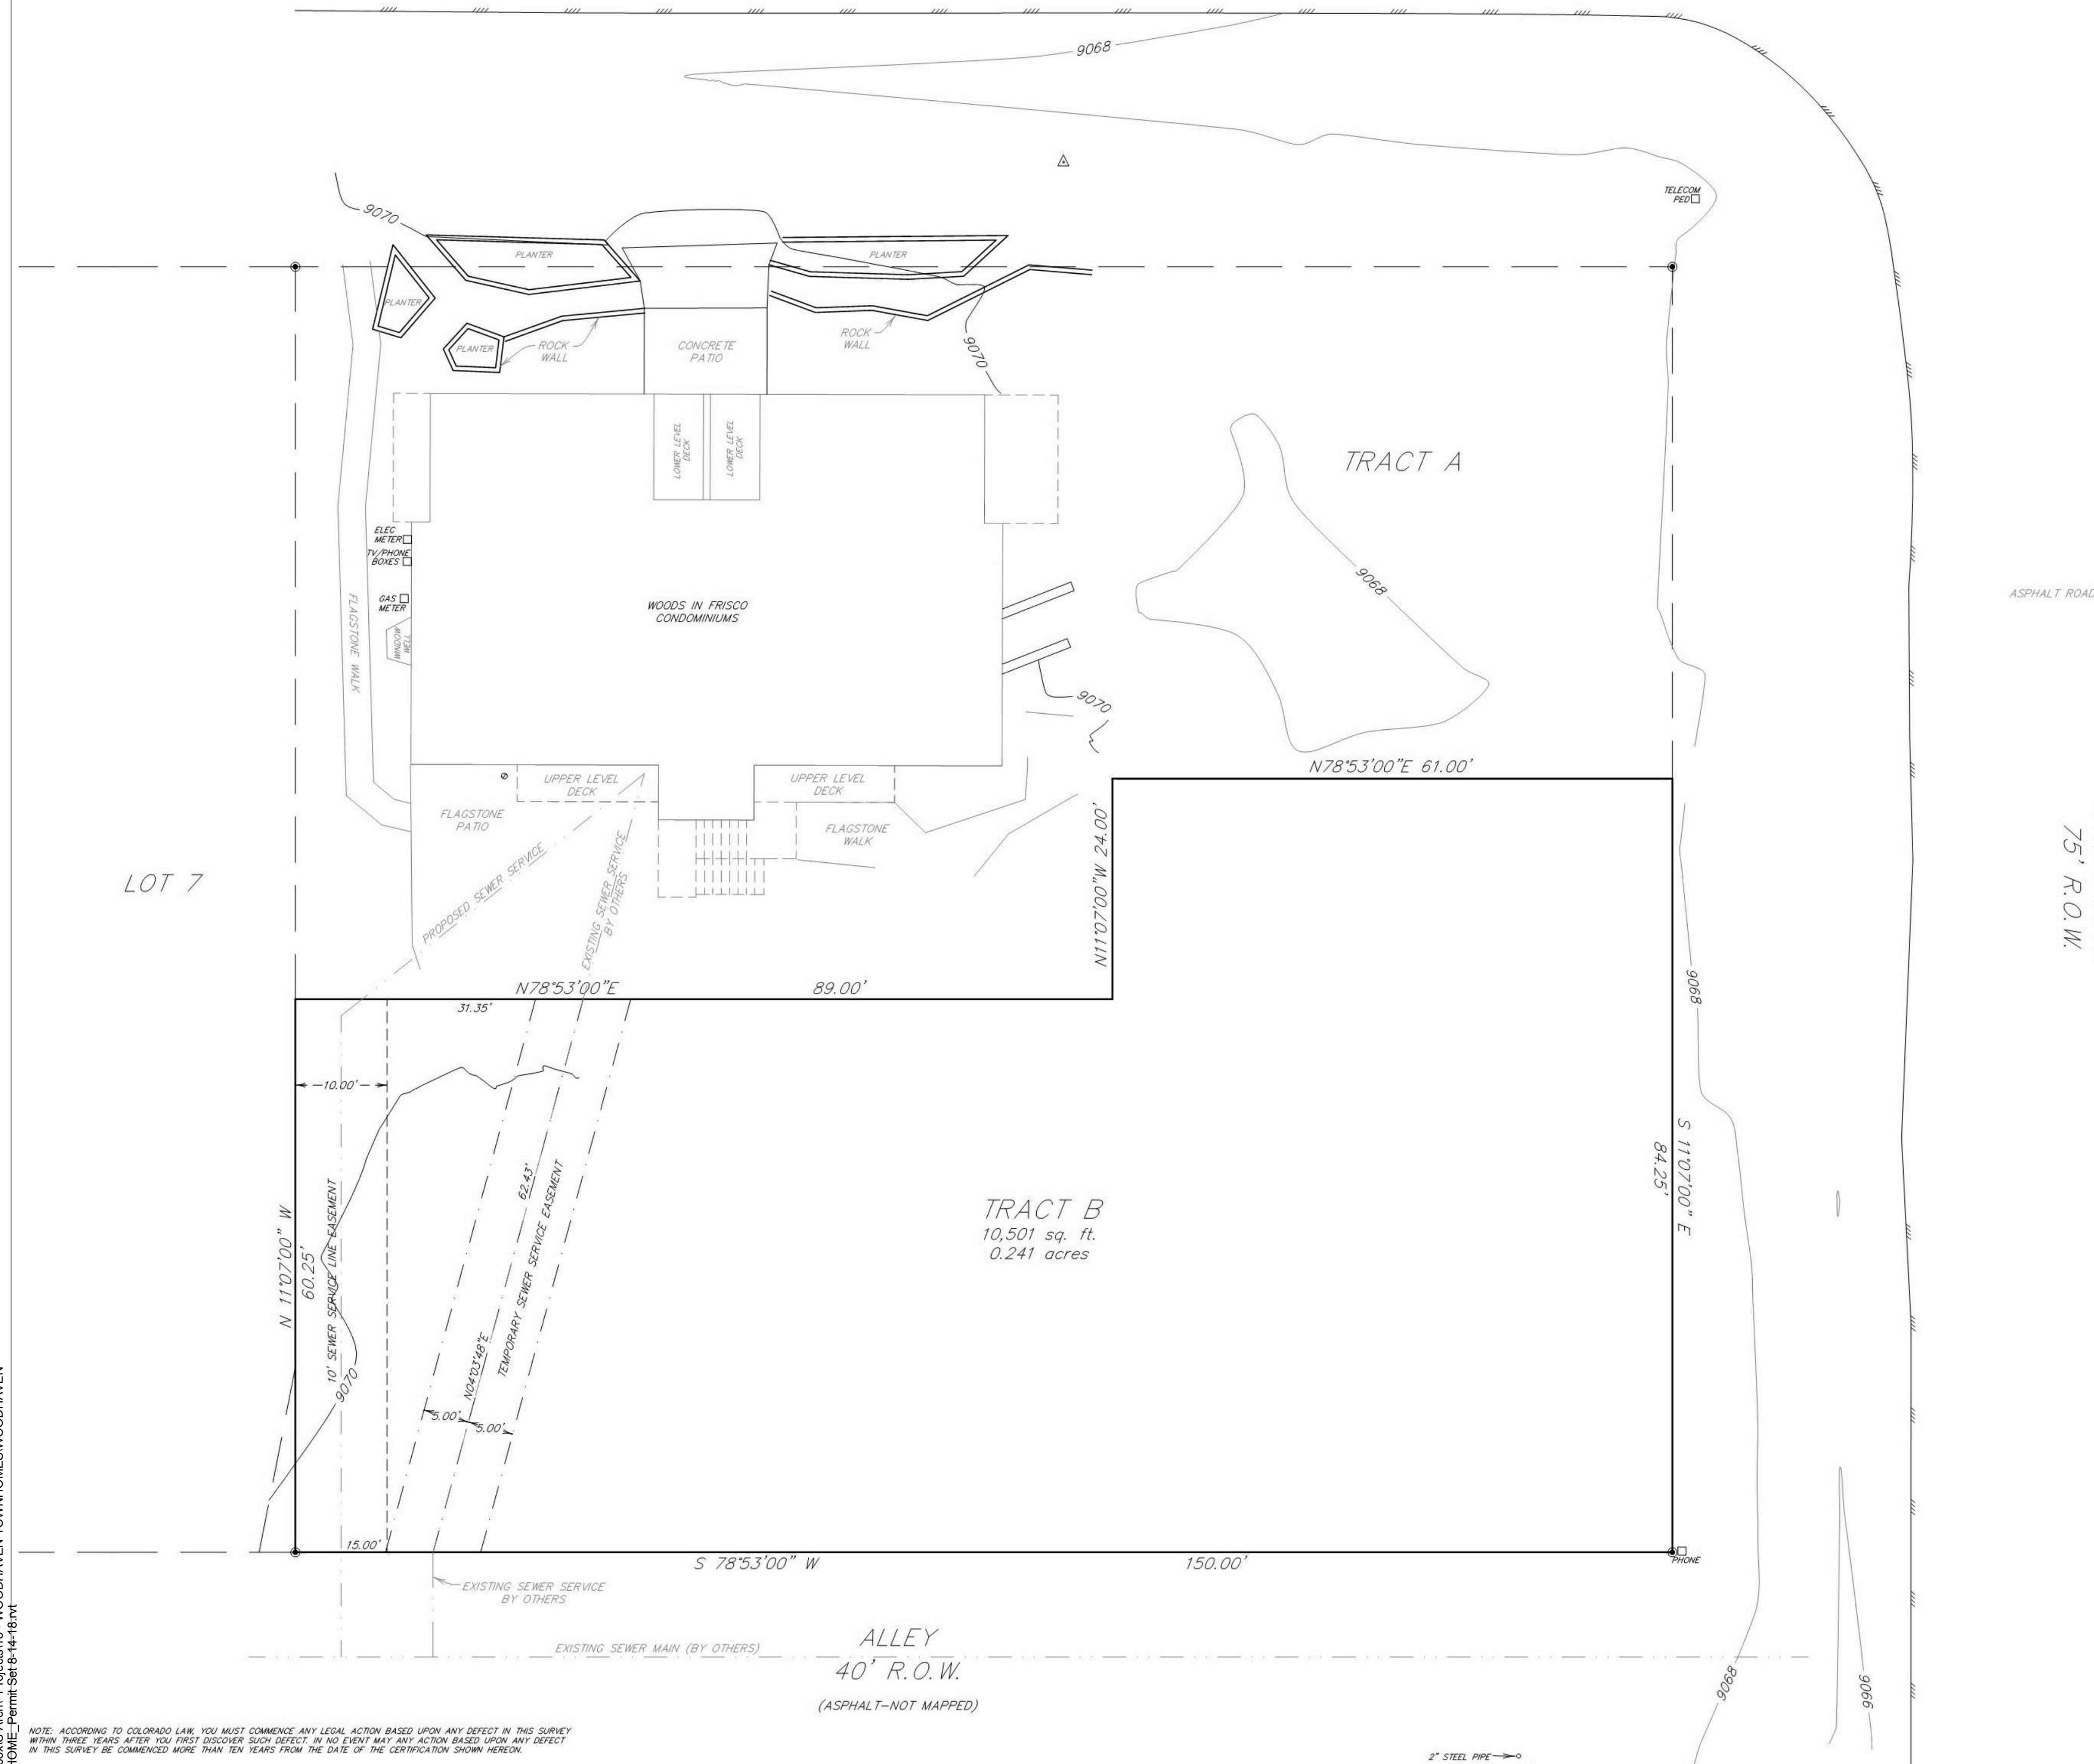 9068
TELECOM
PED
9070
PLANTER
PLANTER
PLANTER
PLANTER
ROCK
WALL
CONCRETE
PATIO
ROCK
WALL
9070
LOWER LEVEL
DECK
LOWER LEVEL
DECK
TRACT A
ELEC
METER
TV/PHONE
BOXES
GAS
METER
WINDOW
WELL
FLAGSTONE WALK
WOODS IN FRISCO
CONDOMINIUMS
9068
ASPHALT ROAD
9070
UPPER LEVEL
DECK
UPPER LEVEL
DECK
N78°53'00"E 61.00'
FLAGSTONE
PATIO
FLAGSTONE
WALK
N11°07'00"W 24.00'
75' R.O.W.
LOT 7
PROPOSED SEWER SERVICE
EXISTING SEWER SERVICE
BY OTHERS
N78°53'00"E 89.00'
31.35'
9068
10.00'
S 11°07'00" E
84.25'
N 11°07'00" W
60.25'
10' SEWER SERVICE LINE EASEMENT
9070
62.43'
N04°03'48"E
TEMPORARY SEWER SERVICE EASEMENT
5.00'
5.00'
TRACT B
10,501 sq. ft.
0.241 acres
15.00'
S 78°53'00" W 150.00'
PHONE
EXISTING SEWER SERVICE
BY OTHERS
EXISTING SEWER MAIN (BY OTHERS)
ALLEY
40' R.O.W.
(ASPHALT-NOT MAPPED)
9068
9066
HOME_Permit Set 8-14-18.rvt
NOTE: ACCORDING TO COLORADO LAW, YOU MUST COMMENCE ANY LEGAL ACTION BASED UPON ANY DEFECT IN THIS SURVEY
WITHIN THREE YEARS AFTER YOU FIRST DISCOVER SUCH DEFECT. IN NO EVENT MAY ANY ACTION BASED UPON ANY DEFECT
IN THIS SURVEY BE COMMENCED MORE THAN TEN YEARS FROM THE DATE OF THE CERTIFICATION SHOWN HEREON.
2" STEEL PIPE